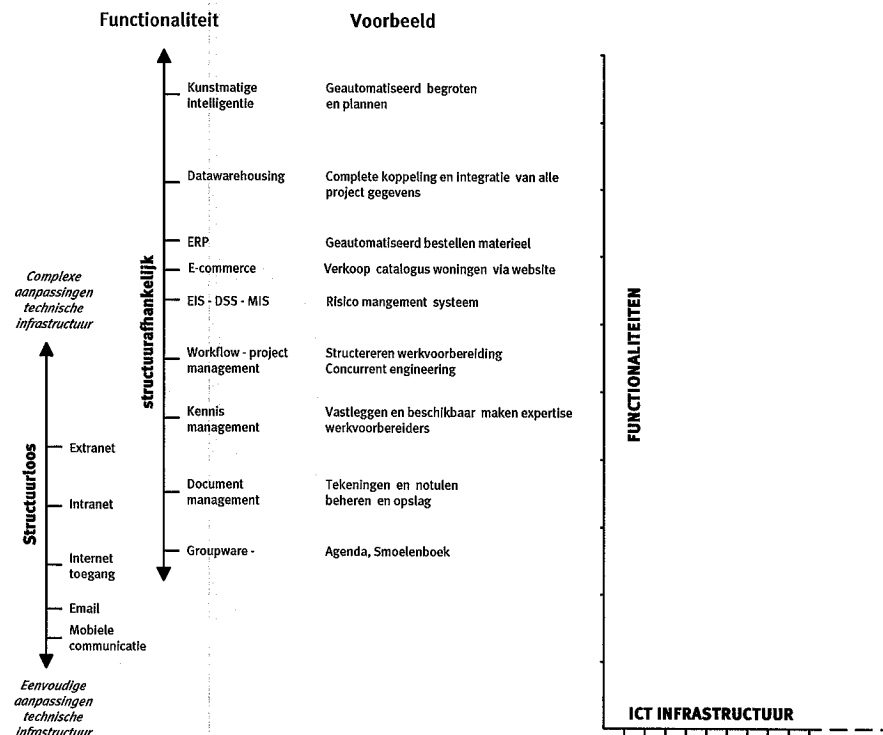 Functionaliteit
Voorbeeld
Kunstmatige
intelligentie
Geautomatiseerd begroten
en plannen
Datawarehousing
Complete koppeling en integratie van alle
project gegevens
ERP
Geautomatiseerd bestellen materieel
E-commerce
Verkoop catalogus woningen via website
EIS - DSS - MIS
Risico mangement systeem
Workflow - project
management
Structereren werkvoorbereiding
Concurrent engineering
Kennis
management
Vastleggen en beschikbaar maken expertise
werkvoorbereiders
Document
management
Tekeningen en notulen
beheren en opslag
Groupware -
Agenda, Smoelenboek
structuurafhankelijk
Complexe
aanpassingen
technische
infrastructuur
Structuurloos
Extranet
Intranet
Internet
toegang
Email
Mobiele
communicatie
Eenvoudige
aanpassingen
technische
infrastructuur
FUNCTIONALITEITEN
ICT INFRASTRUCTUUR